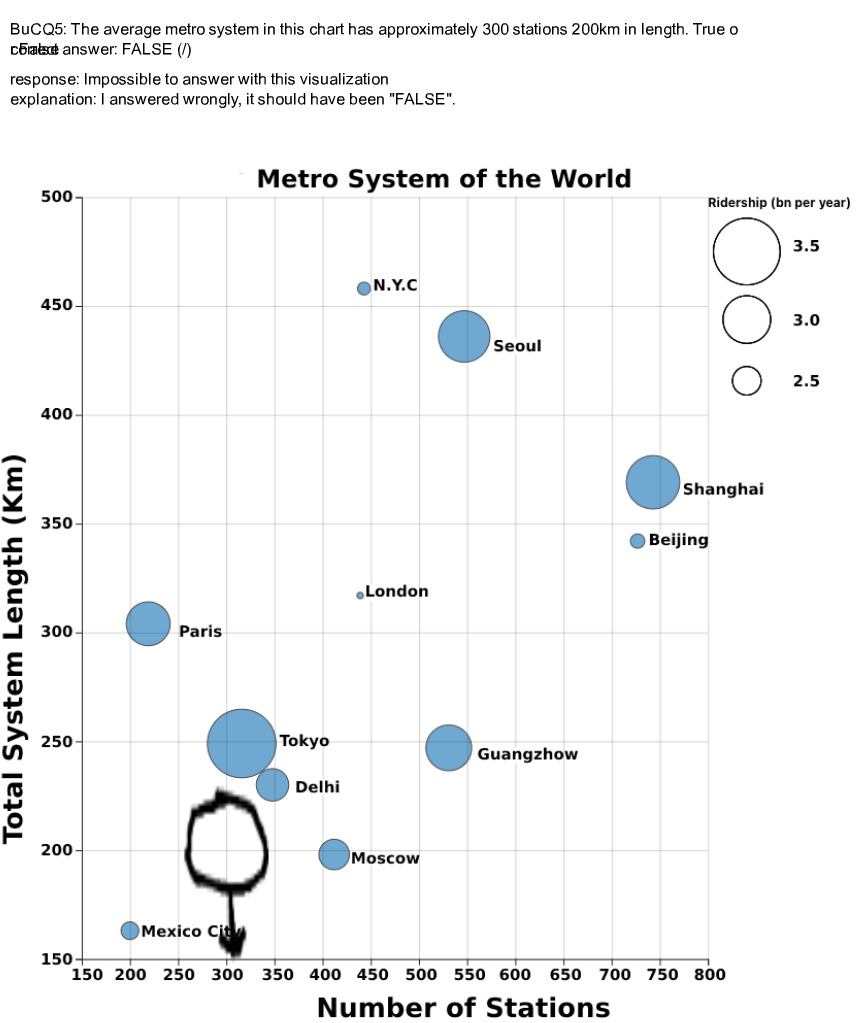 BuCQ5: The average metro system in this chart has approximately 300 stations 200km in length. True o
r False
correct answer: FALSE (/)
response: Impossible to answer with this visualization
explanation: I answered wrongly, it should have been "FALSE".
Metro System of the World
Ridership (bn per year)
3.5
3.0
2.5
500
450
400
350
300
250
200
150
Total System Length (Km)
N.Y.C
Seoul
Shanghai
Beijing
London
Paris
Tokyo
Guangzhow
Delhi
Moscow
Mexico City
150 200 250 300 350 400 450 500 550 600 650 700 750 800
Number of Stations